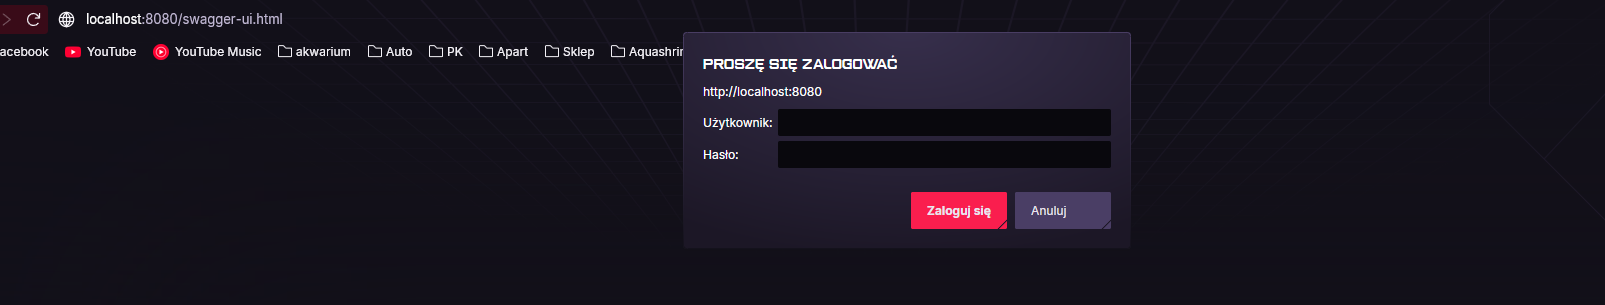 localhost:8080/swagger-ui.html
acebook YouTube YouTube Music akwarium Auto PK Apart Sklep Aquashri
PROSZĘ SIĘ ZALOGOWAĆ
http://localhost:8080
Użytkownik:
Hasło:
Zaloguj się Anuluj